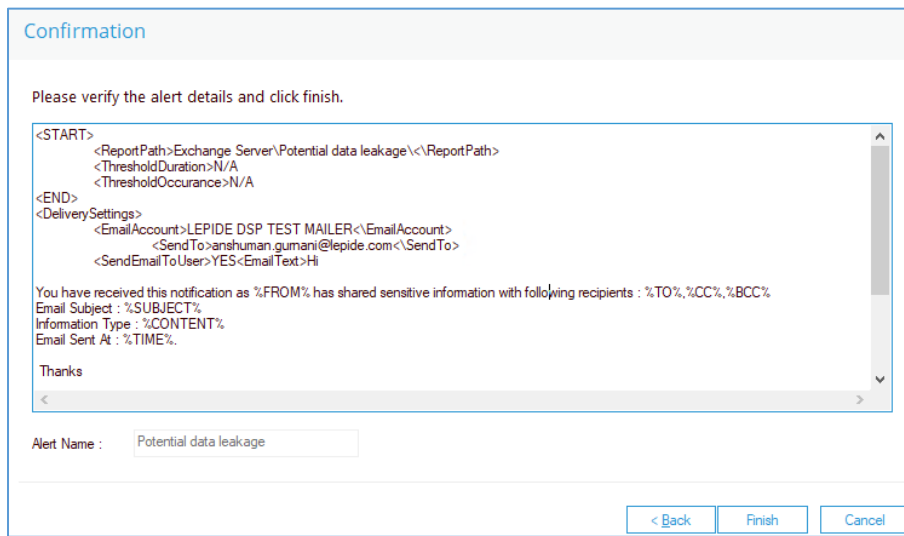 Confirmation
Please verify the alert details and click finish.
<START>
<ReportPath>Exchange Server\Potential data leakage\<\ReportPath>
<ThresholdDuration>N/A
<ThresholdOccurance>N/A
<END>
<DeliverySettings>
<EmailAccount>LEPIDE DSP TEST MAILER<\EmailAccount>
<SendTo>anshuman.gumani@lepide.com<\SendTo>
<SendEmailToUser>YES<EmailText>Hi
You have received this notification as %FROM% has shared sensitive information with following recipients : %TO%,%CC%,%BCC%
Email Subject : %SUBJECT%
Information Type : %CONTENT%
Email Sent At : %TIME%.
Thanks
Alert Name : Potential data leakage
< Back Finish Cancel